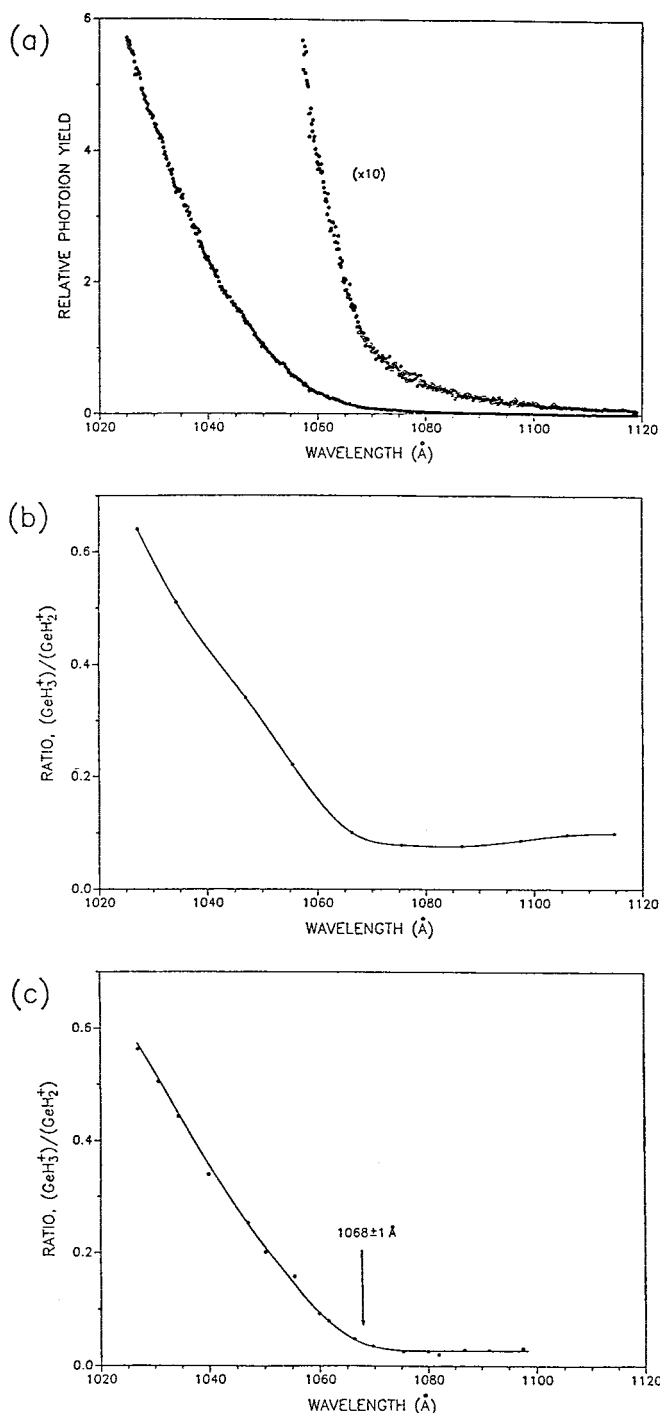 (a)
6
4
2
0
RELATIVE PHOTOION YIELD
(x10)
1020 1040 1060 1080 1100 1120
WAVELENGTH (Å)
(b)
0.6
0.4
0.2
0.0
RATIO, (GeH₃⁺)/(GeH₂⁺)
1020 1040 1060 1080 1100 1120
WAVELENGTH (Å)
(c)
0.6
0.4
0.2
0.0
RATIO, (GeH₃⁺)/(GeH₂⁺)
1068±1 Å
1020 1040 1060 1080 1100 1120
WAVELENGTH (Å)